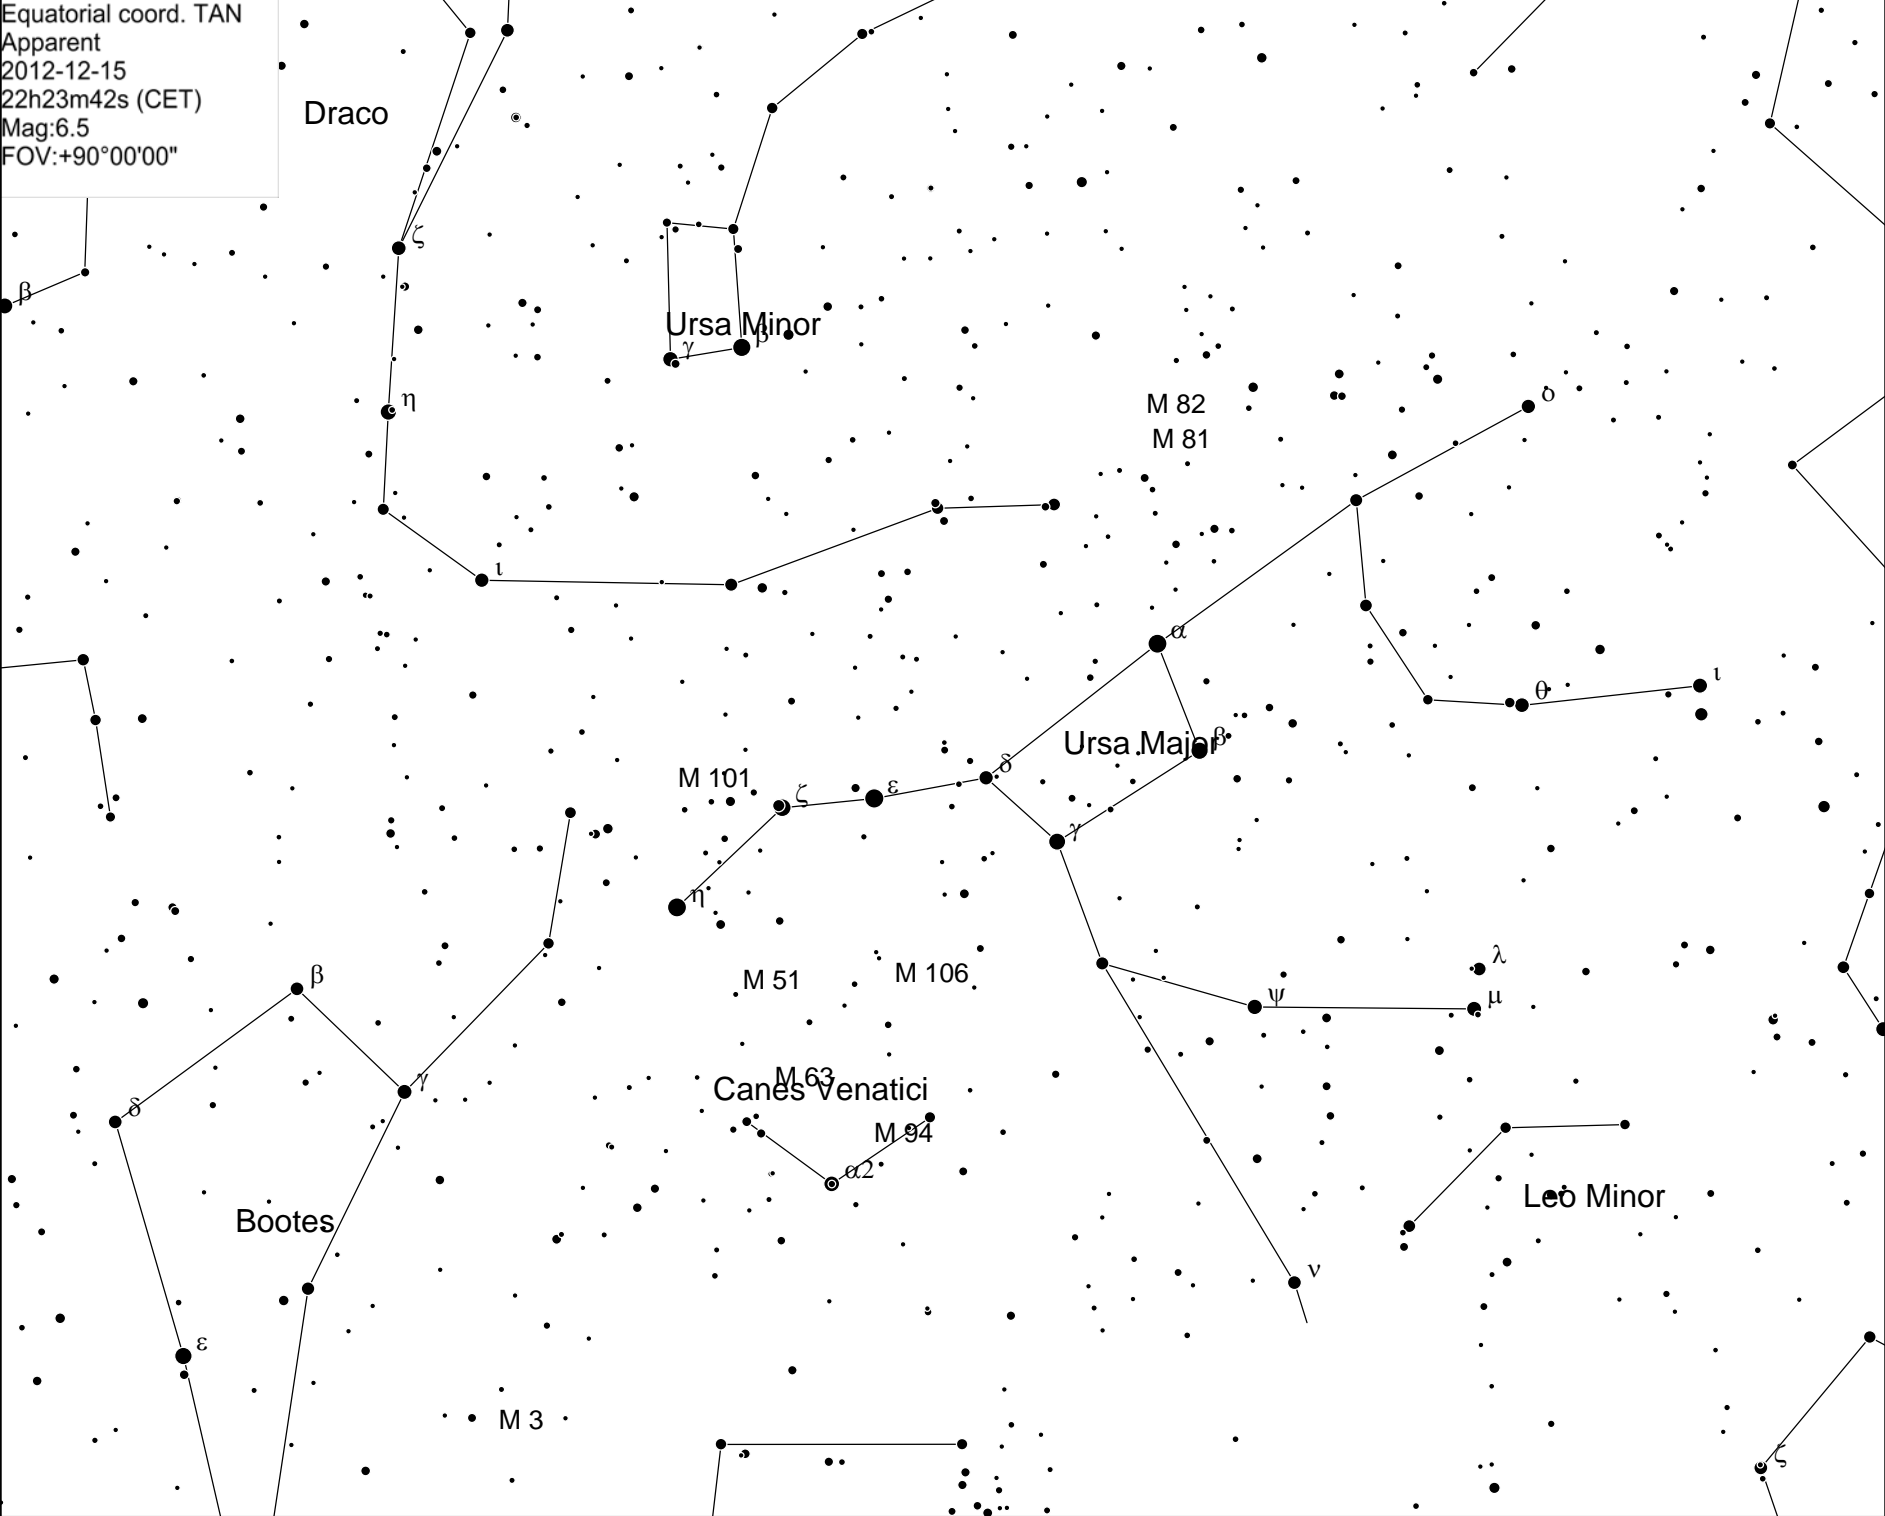 Equatorial coord. TAN
Apparent
2012-12-15
22h23m42s (CET)
Mag:6.5
FOV:+90°00'00"
Draco
ζ
β
Ursa Minor
β
γ
η
M 82
δ
M 81
ι
α
ι
θ
Ursa Major
β
δ
M 101
ζ
ε
γ
η
λ
β
M 51
M 106
ψ
μ
γ
M 63
Canes Venatici
δ
M 94
α2
Leo Minor
Bootes
ν
ε
M 3
ζ